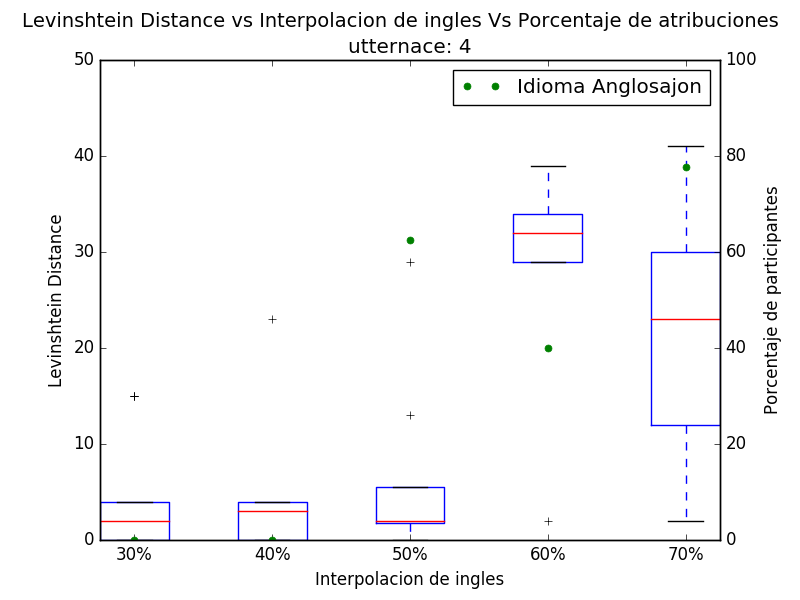 Levinshtein Distance vs Interpolacion de ingles Vs Porcentaje de atribuciones
utternace: 4
Idioma Anglosajon
50
40
30
20
10
0
Levinshtein Distance
100
80
60
40
20
0
Porcentaje de participantes
30% 40% 50% 60% 70%
Interpolacion de ingles